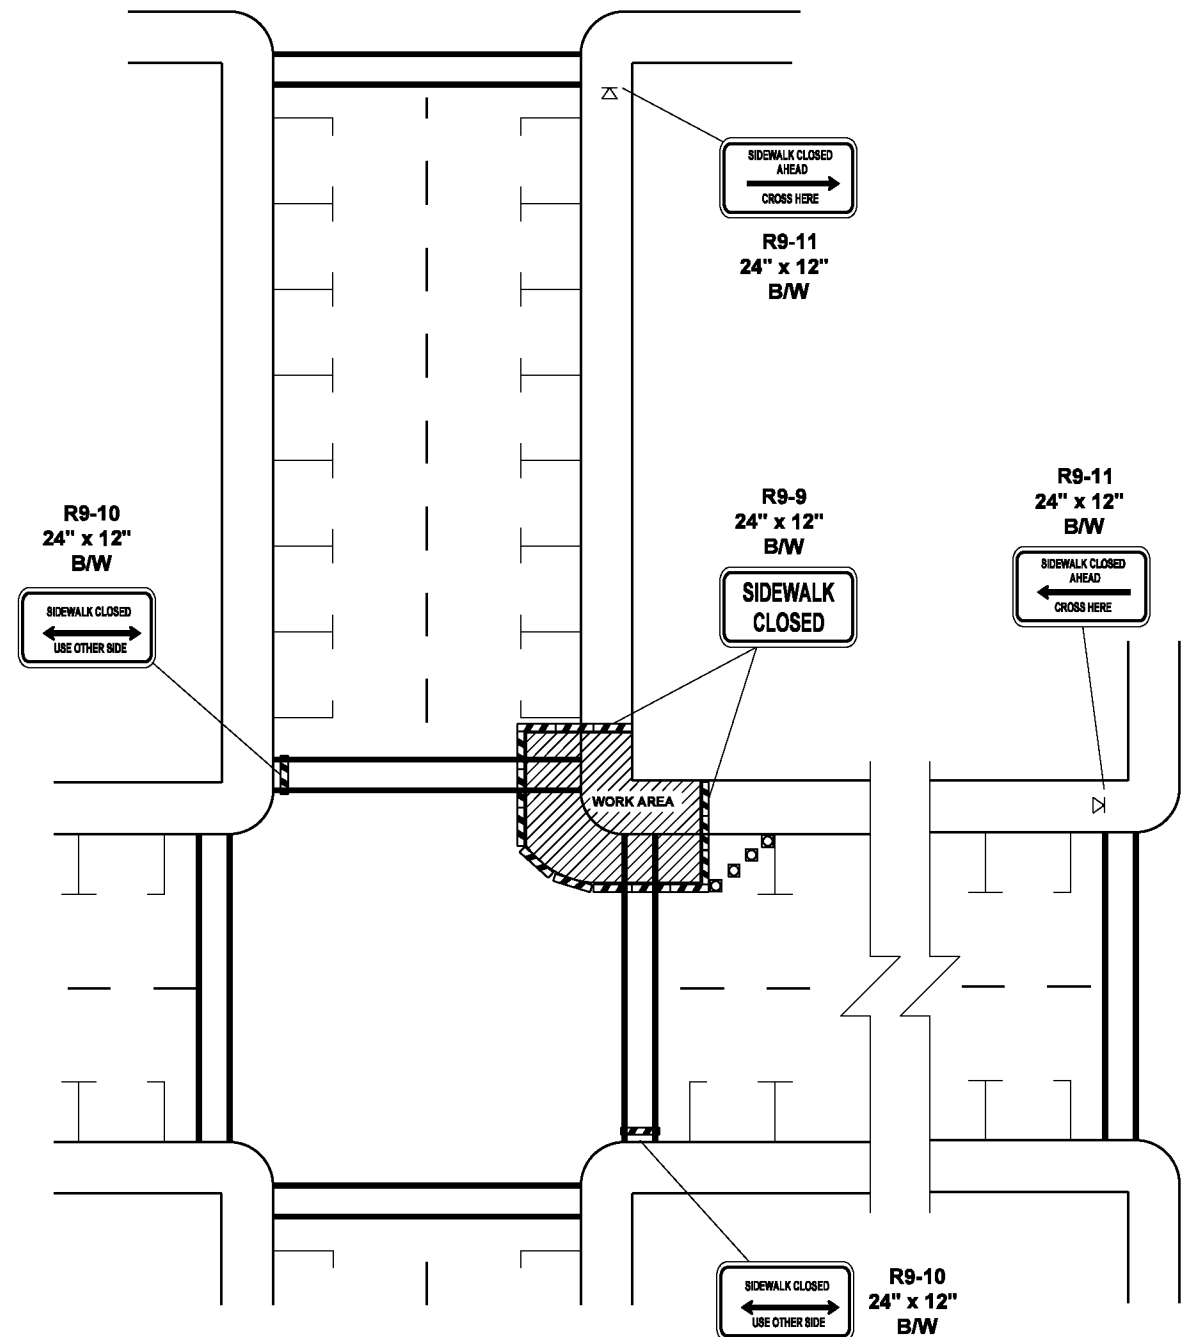 SIDEWALK CLOSED
AHEAD
CROSS HERE
R9-11
24" x 12"
B/W
R9-10
24" x 12"
B/W
SIDEWALK CLOSED
USE OTHER SIDE
R9-9
24" x 12"
B/W
SIDEWALK
CLOSED
R9-11
24" x 12"
B/W
SIDEWALK CLOSED
AHEAD
CROSS HERE
WORK AREA
SIDEWALK CLOSED
USE OTHER SIDE
R9-10
24" x 12"
B/W